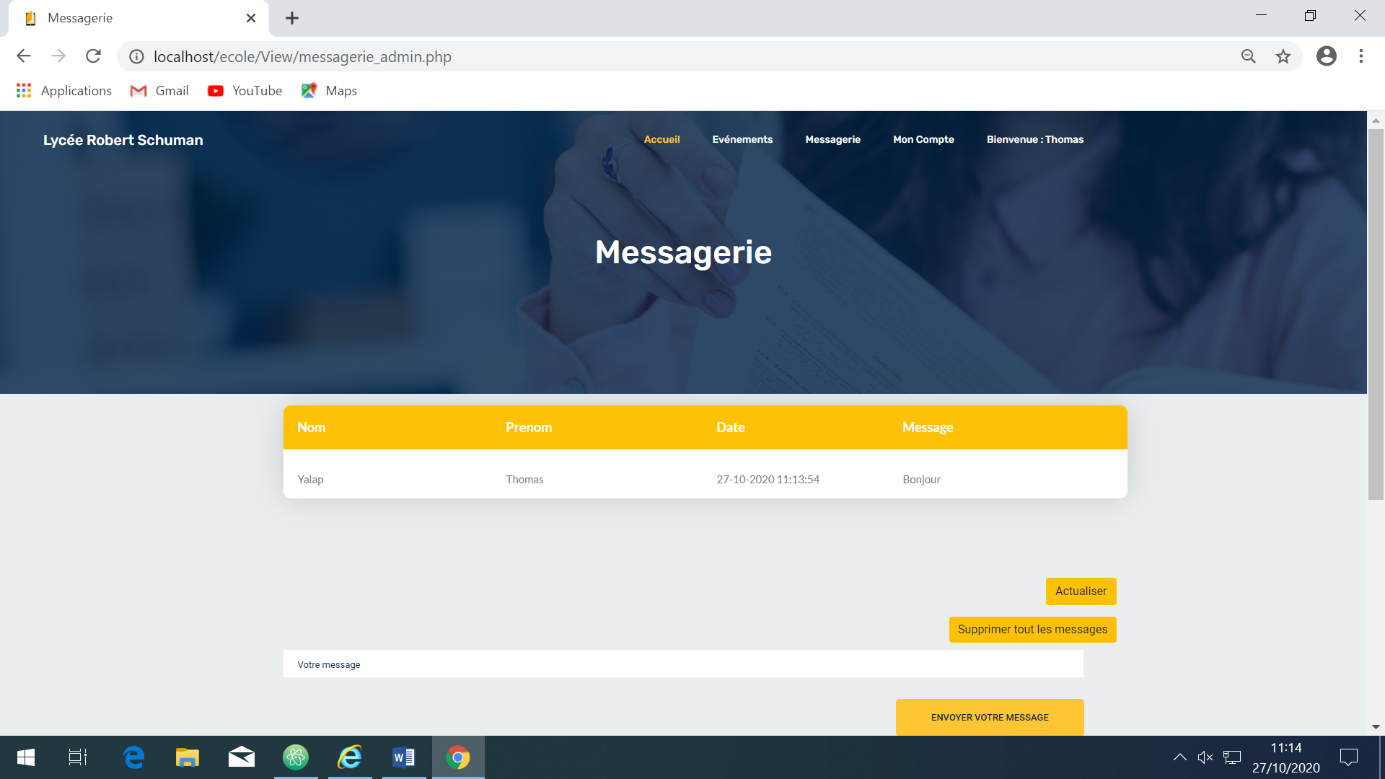 Messagerie
localhost/ecole/View/messagerie_admin.php
Applications Gmail YouTube Maps
Lycée Robert Schuman Accueil Evénements Messagerie Mon Compte Bienvenue : Thomas
Messagerie
Nom Prenom Date Message
Yalap Thomas 27-10-2020 11:13:54 Bonjour
Actualiser
Supprimer tout les messages
Votre message
ENVOYER VOTRE MESSAGE
11:14
27/10/2020